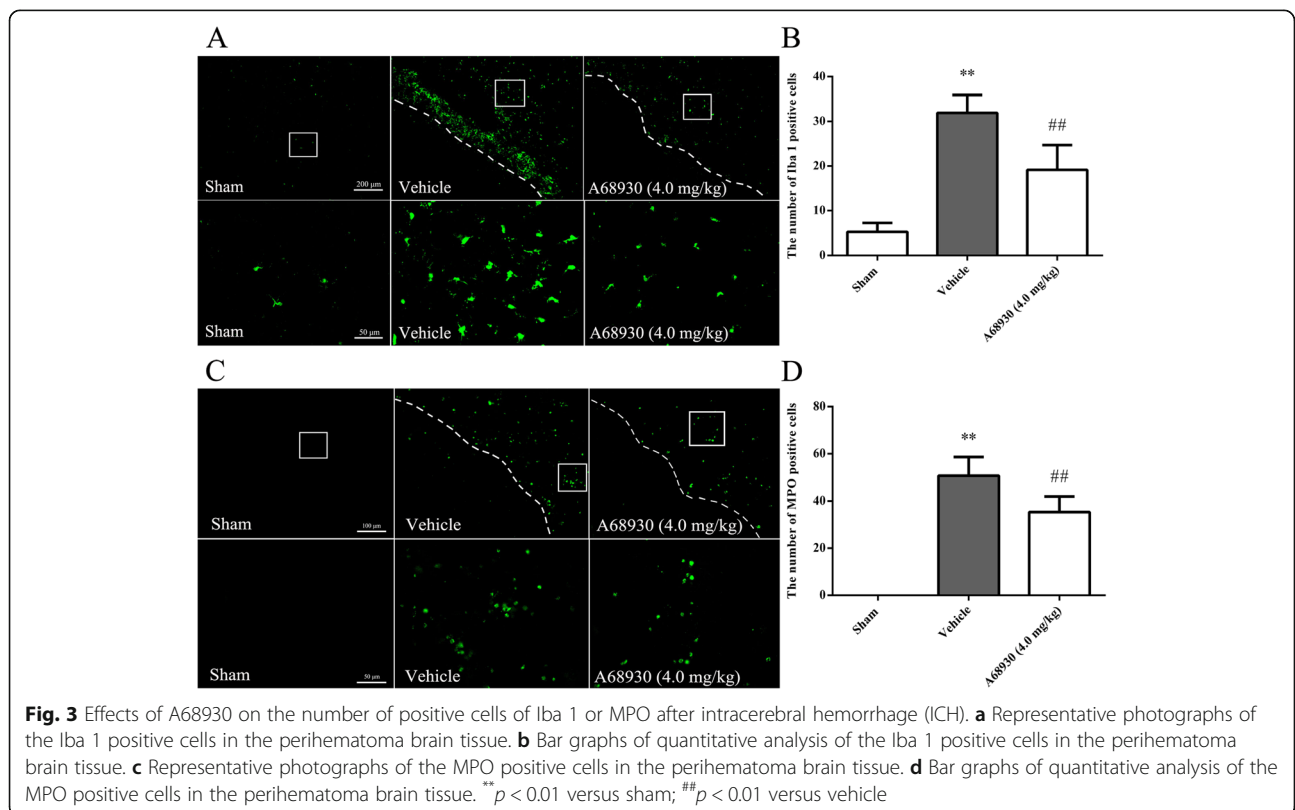 A
B
Sham
200 μm
Vehicle
A68930 (4.0 mg/kg)
Sham
50 μm
Vehicle
A68930 (4.0 mg/kg)
The number of Iba 1 positive cells
40
30
20
10
0
**
##
Sham
Vehicle
A68930 (4.0 mg/kg)
C
D
Sham
100 μm
Vehicle
A68930 (4.0 mg/kg)
Sham
50 μm
Vehicle
A68930 (4.0 mg/kg)
The number of MPO positive cells
80
60
40
20
0
**
##
Sham
Vehicle
A68930 (4.0 mg/kg)
Fig. 3 Effects of A68930 on the number of positive cells of Iba 1 or MPO after intracerebral hemorrhage (ICH). a Representative photographs of
the Iba 1 positive cells in the perihematoma brain tissue. b Bar graphs of quantitative analysis of the Iba 1 positive cells in the perihematoma
brain tissue. c Representative photographs of the MPO positive cells in the perihematoma brain tissue. d Bar graphs of quantitative analysis of the
MPO positive cells in the perihematoma brain tissue. **p < 0.01 versus sham; ##p < 0.01 versus vehicle